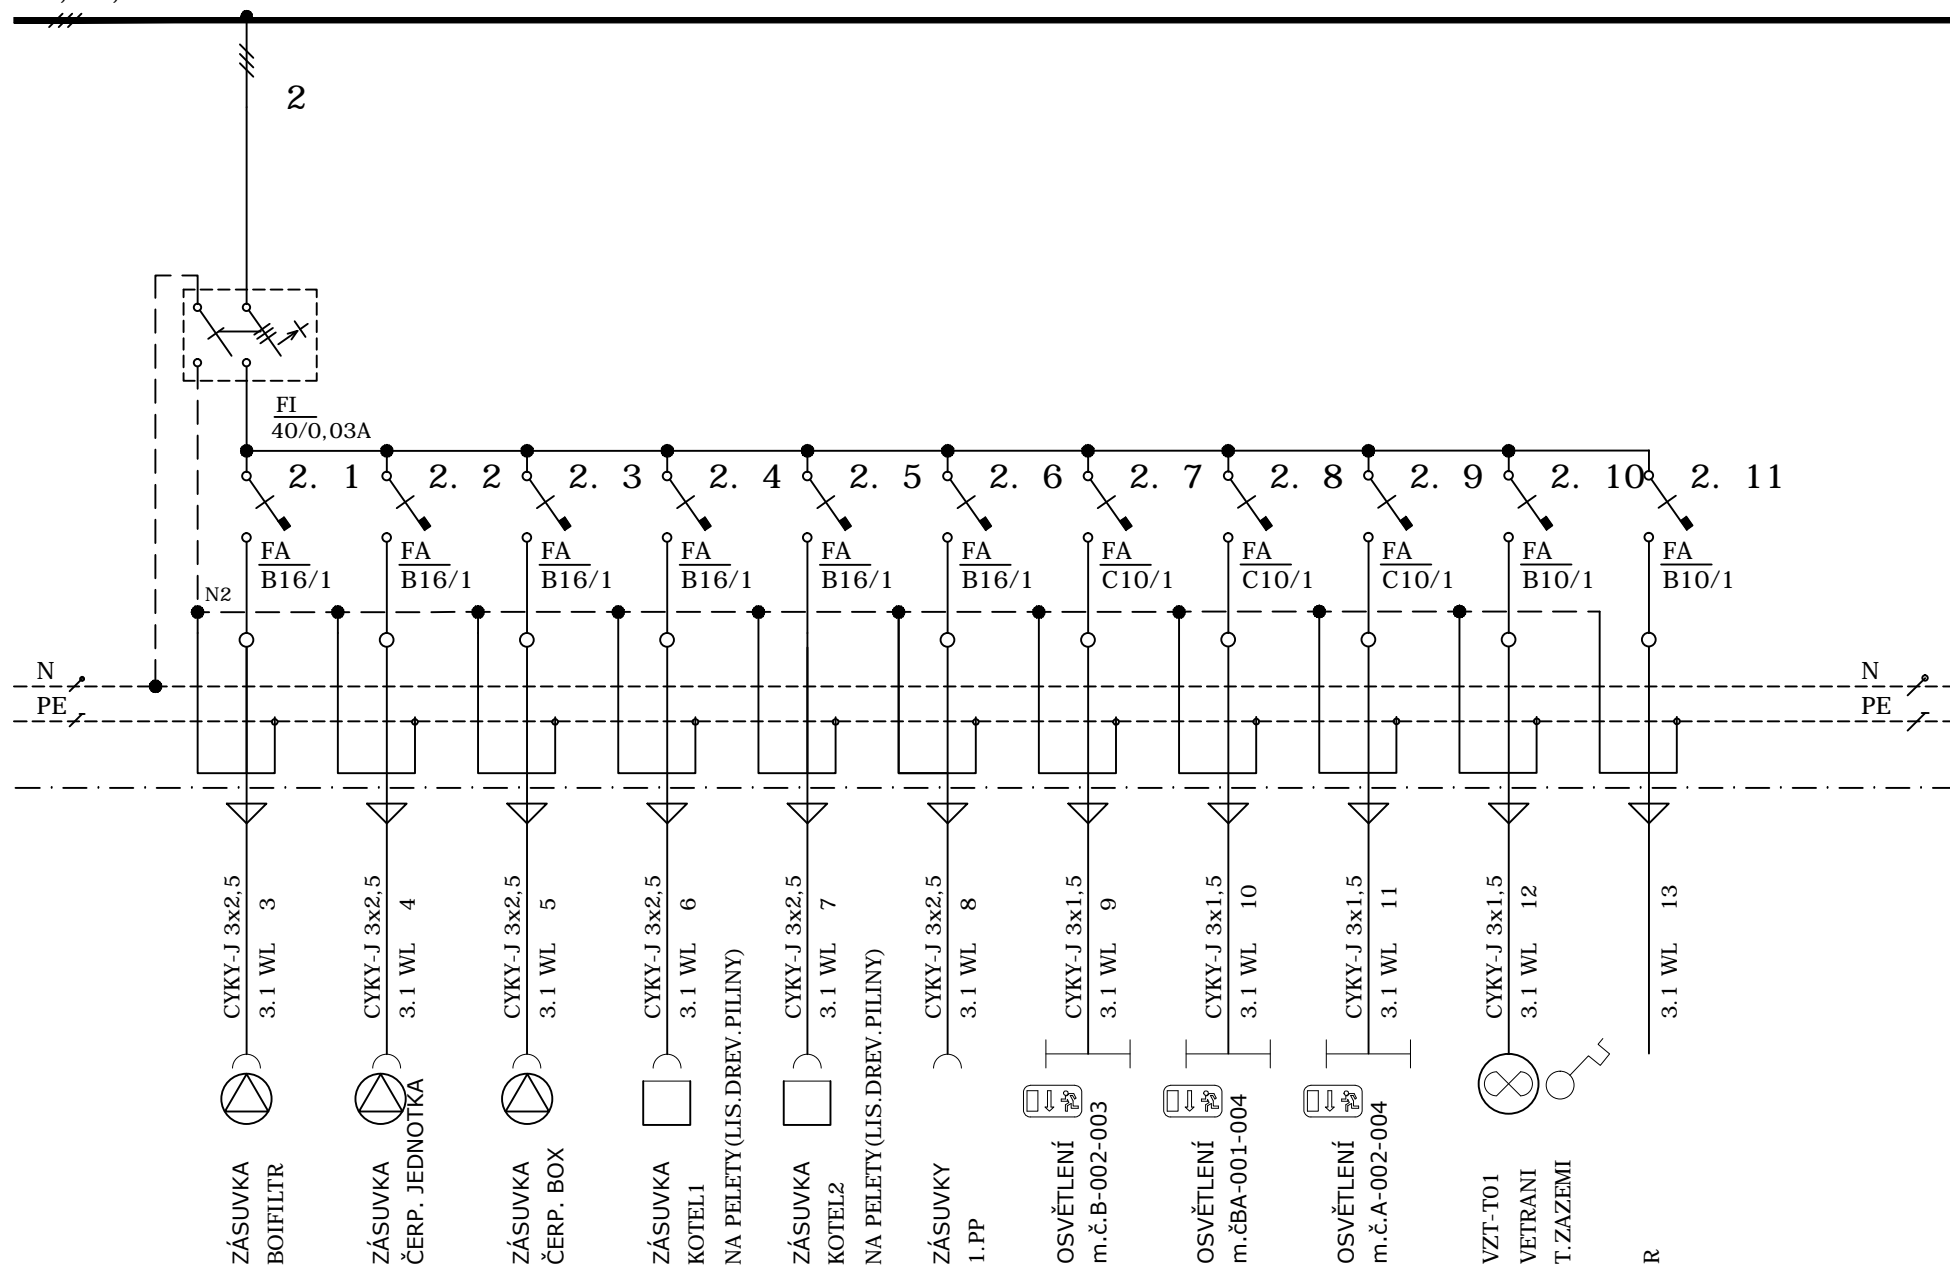 2
FI
40/0,03A
2. 1
2. 2
2. 3
2. 4
2. 5
2. 6
2. 7
2. 8
2. 9
2. 10
2. 11
FA
B16/1
FA
B16/1
FA
B16/1
FA
B16/1
FA
B16/1
FA
B16/1
FA
C10/1
FA
C10/1
FA
C10/1
FA
B10/1
FA
B10/1
N2
N
N
PE
PE
CYKY-J 3x2,5
3.1 WL 3
CYKY-J 3x2,5
3.1 WL 4
CYKY-J 3x2,5
3.1 WL 5
CYKY-J 3x2,5
3.1 WL 6
CYKY-J 3x2,5
3.1 WL 7
CYKY-J 3x2,5
3.1 WL 8
CYKY-J 3x1,5
3.1 WL 9
CYKY-J 3x1,5
3.1 WL 10
CYKY-J 3x1,5
3.1 WL 11
CYKY-J 3x1,5
3.1 WL 12
3.1 WL 13
ZÁSUVKA
BOIFILTR
ZÁSUVKA
ČERP. JEDNOTKA
ZÁSUVKA
ČERP. BOX
ZÁSUVKA
KOTEL1
NA PELETY(LIS.DREV.PILINY)
ZÁSUVKA
KOTEL2
NA PELETY(LIS.DREV.PILINY)
ZÁSUVKY
1.PP
OSVĚTLENÍ
m.č.B-002-003
OSVĚTLENÍ
m.čBA-001-004
OSVĚTLENÍ
m.č.A-002-004
VZT-T01
VETRANI
T.ZAZEMI
R